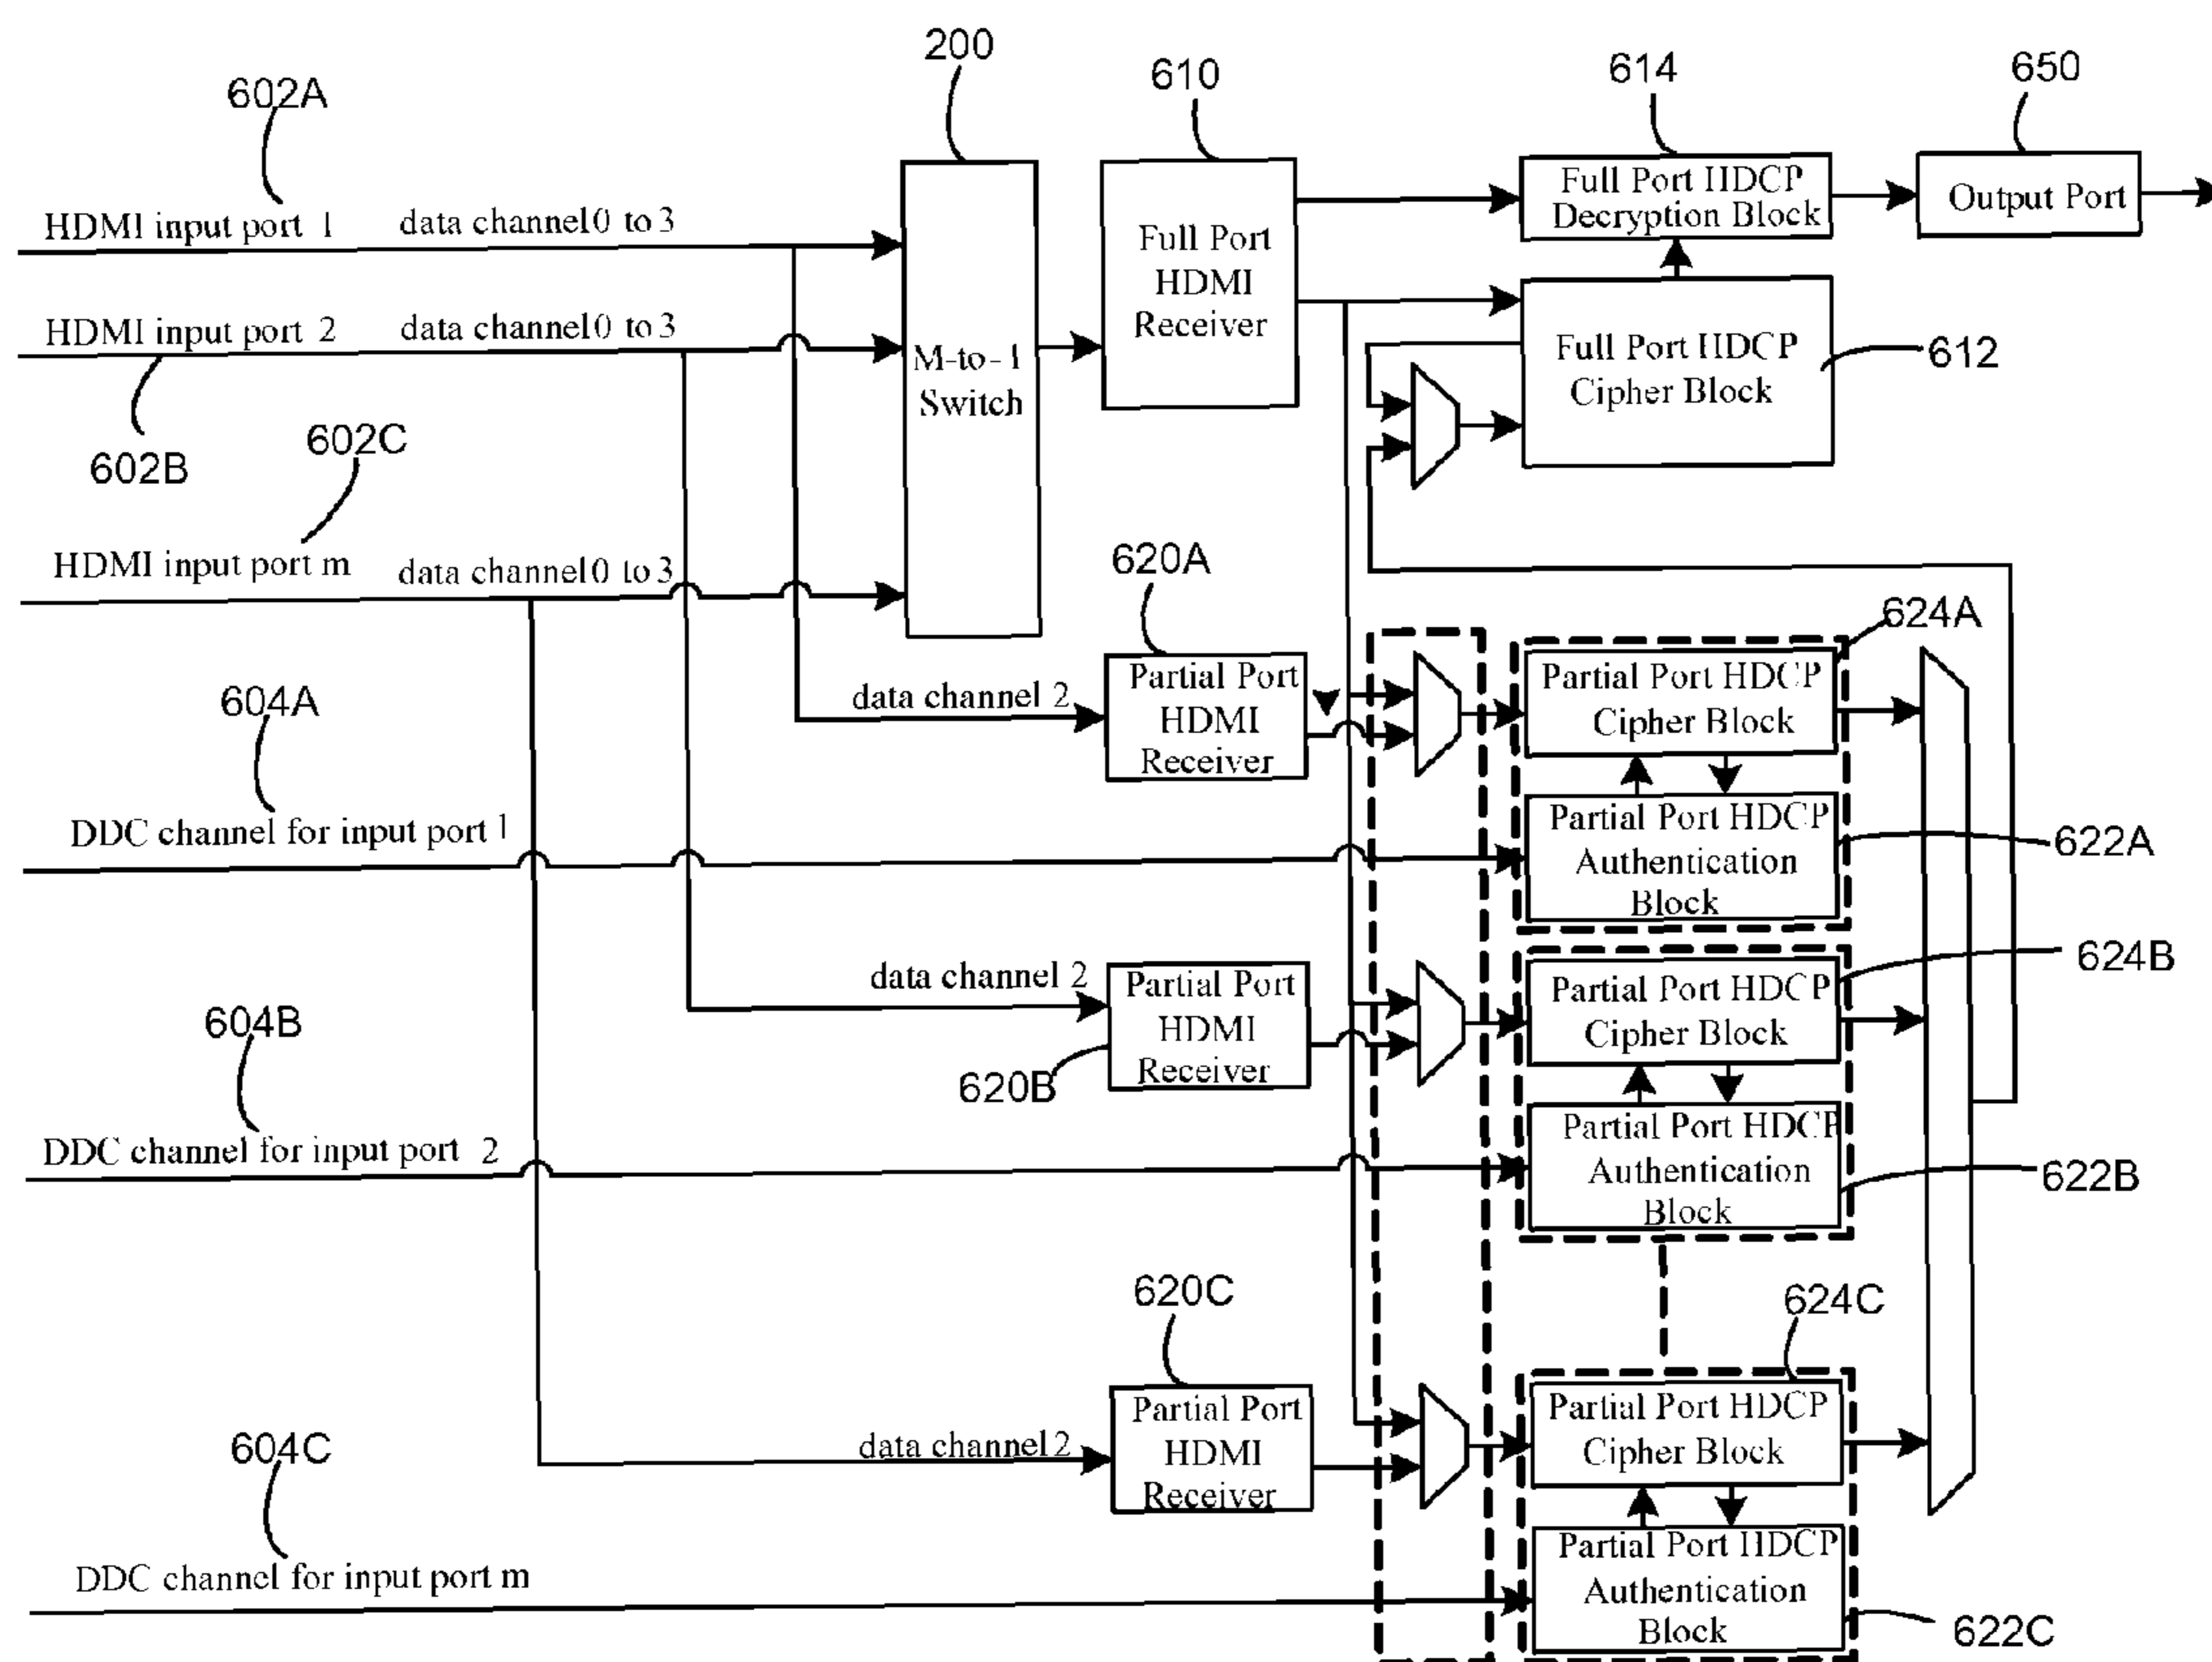 200
610
614
650
602A
Full Port HDCP
Decryption Block
Output Port
HDMI input port 1 data channel 0 to 3
Full Port
HDMI
Receiver
HDMI input port 2 data channel 0 to 3
M-to-1
Switch
Full Port HDCP
Cipher Block
612
602B
602C
HDMI input port m data channel 0 to 3
620A
624A
Partial Port
HDMI
Receiver
Partial Port HDCP
Cipher Block
data channel 2
604A
DDC channel for input port 1
Partial Port HDCP
Authentication
Block
622A
624B
data channel 2
Partial Port
HDMI
Receiver
Partial Port HDCP
Cipher Block
604B
620B
DDC channel for input port 2
Partial Port HDCP
Authentication
Block
622B
620C
624C
Partial Port
HDMI
Receiver
Partial Port HDCP
Cipher Block
data channel 2
604C
DDC channel for input port m
Partial Port HDCP
Authentication
Block
622C